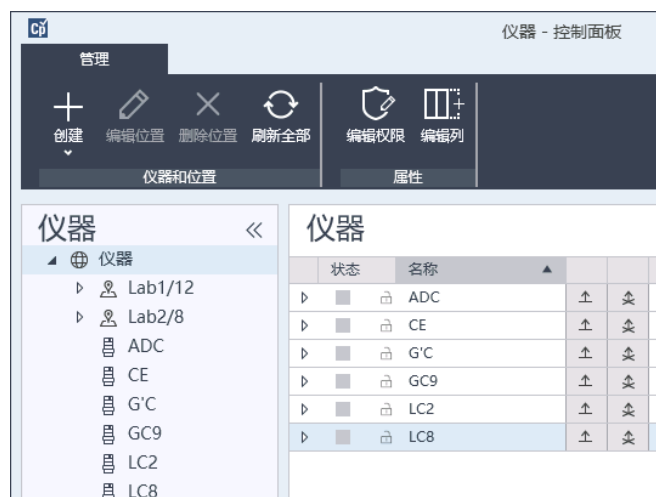 Cp
仪器 - 控制面板
管理
创建
编辑位置
删除位置
刷新全部
编辑权限
编辑列
仪器和位置
属性
仪器
仪器
Lab1/12
Lab2/8
ADC
CE
G'C
GC9
LC2
LC8
仪器
状态 名称
ADC
CE
G'C
GC9
LC2
LC8